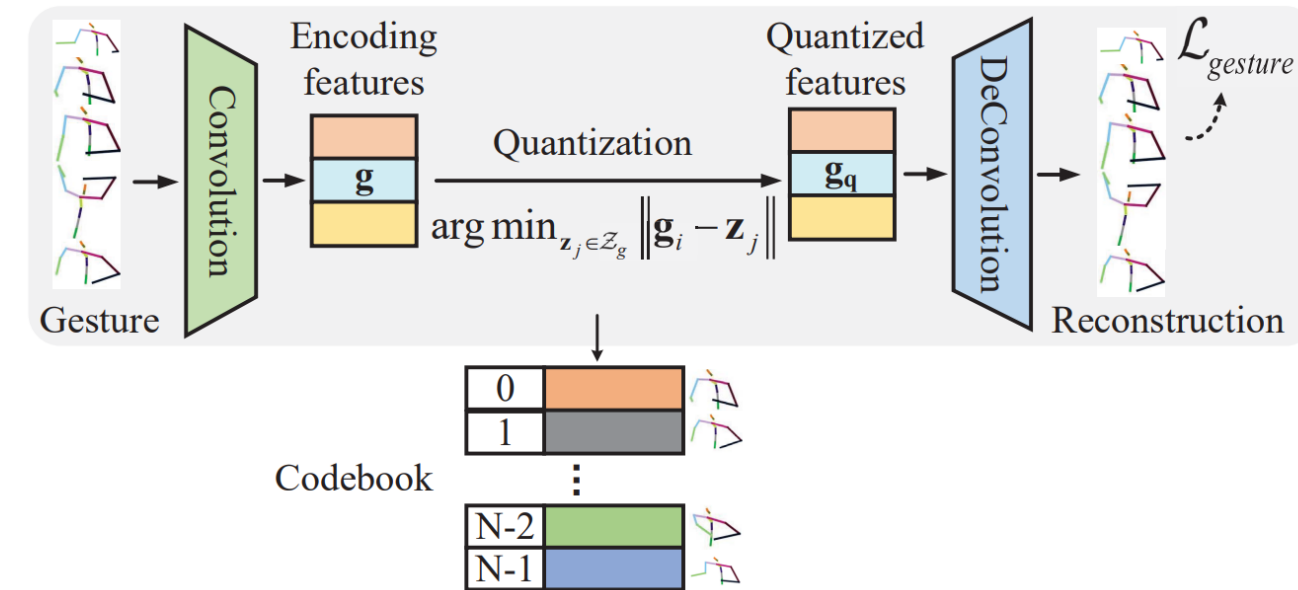 Encoding
features
Quantized
features
ℒ_gesture
Convolution
g
Quantization
arg min_{z_j∈𝒵_g} ‖g_i − z_j‖
g_q
DeConvolution
Gesture
Reconstruction
Codebook
0
1
⋮
N-2
N-1